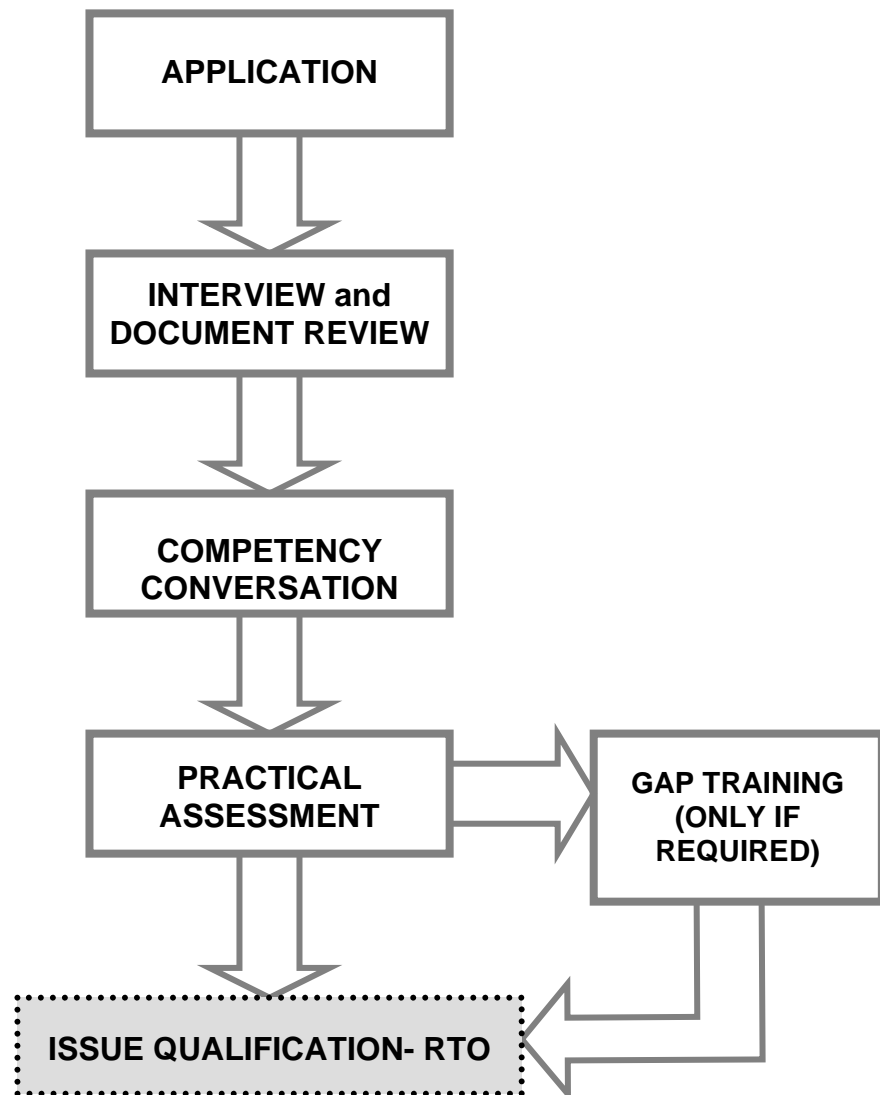 APPLICATION
INTERVIEW and
DOCUMENT REVIEW
COMPETENCY
CONVERSATION
PRACTICAL
ASSESSMENT
GAP TRAINING
(ONLY IF
REQUIRED)
ISSUE QUALIFICATION- RTO